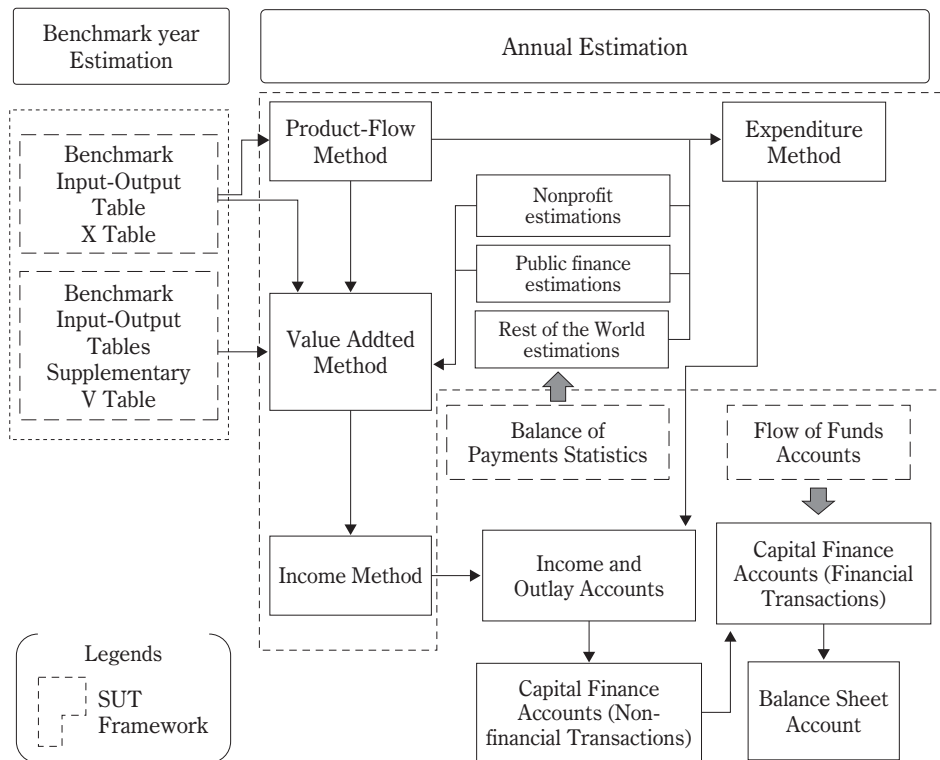 Benchmark year
Estimation
Annual Estimation
Benchmark
Input-Output
Table
X Table
Benchmark
Input-Output
Tables
Supplementary
V Table
Product-Flow
Method
Expenditure
Method
Nonprofit
estimations
Public finance
estimations
Rest of the World
estimations
Value Addted
Method
Balance of
Payments Statistics
Flow of Funds
Accounts
Income Method
Income and
Outlay Accounts
Capital Finance
Accounts (Financial
Transactions)
Capital Finance
Accounts (Non-
financial Transactions)
Balance Sheet
Account
Legends
SUT
Framework